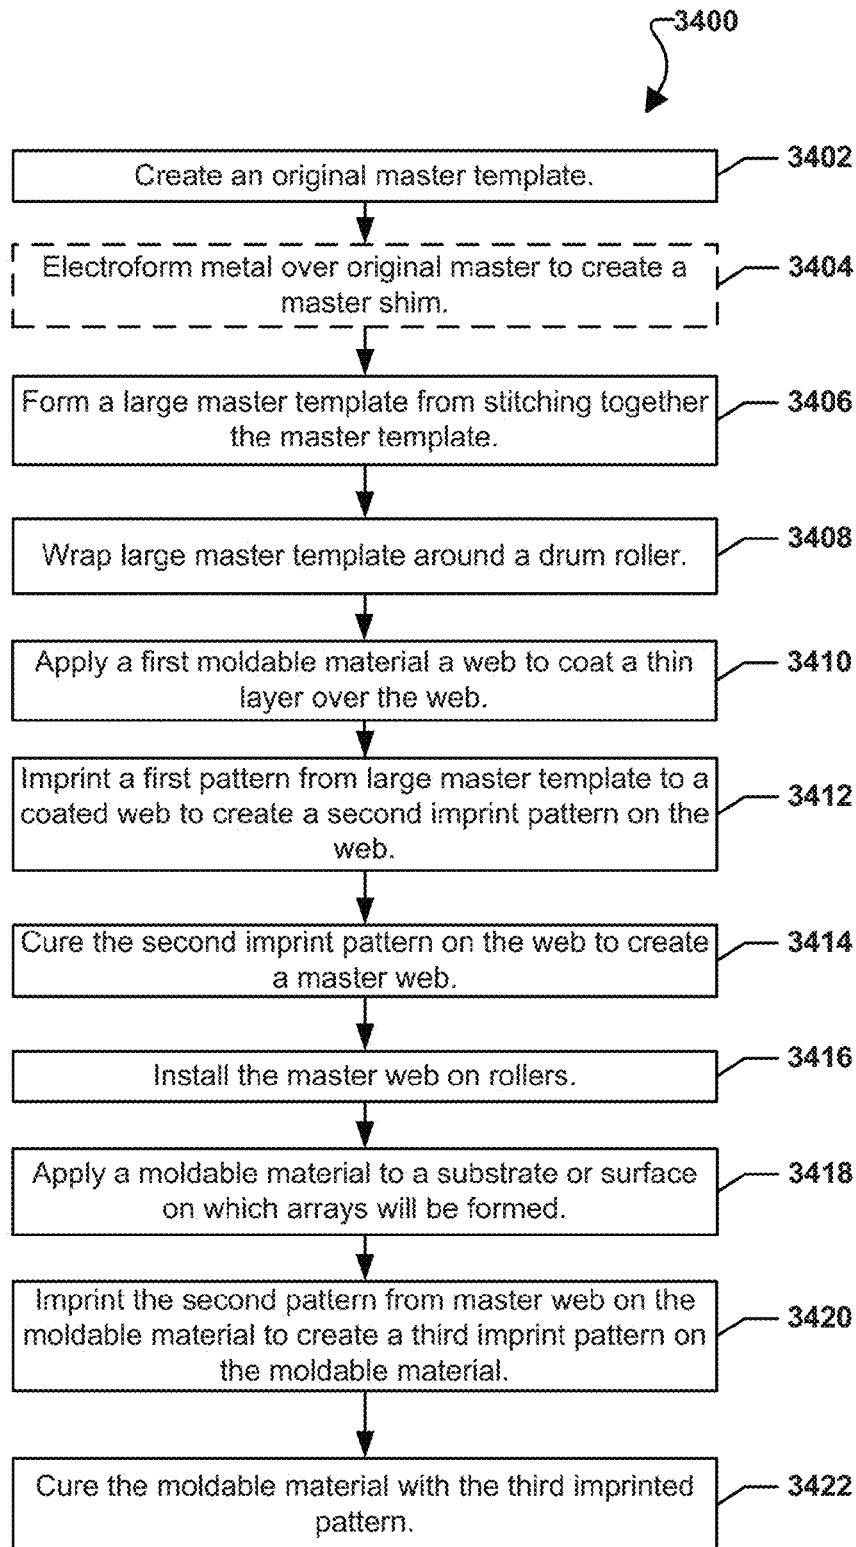 3400
Create an original master template.
3402
Electroform metal over original master to create a
master shim.
3404
Form a large master template from stitching together
the master template.
3406
Wrap large master template around a drum roller.
3408
Apply a first moldable material a web to coat a thin
layer over the web.
3410
Imprint a first pattern from large master template to a
coated web to create a second imprint pattern on the
web.
3412
Cure the second imprint pattern on the web to create
a master web.
3414
Install the master web on rollers.
3416
Apply a moldable material to a substrate or surface
on which arrays will be formed.
3418
Imprint the second pattern from master web on the
moldable material to create a third imprint pattern on
the moldable material.
3420
Cure the moldable material with the third imprinted
pattern.
3422